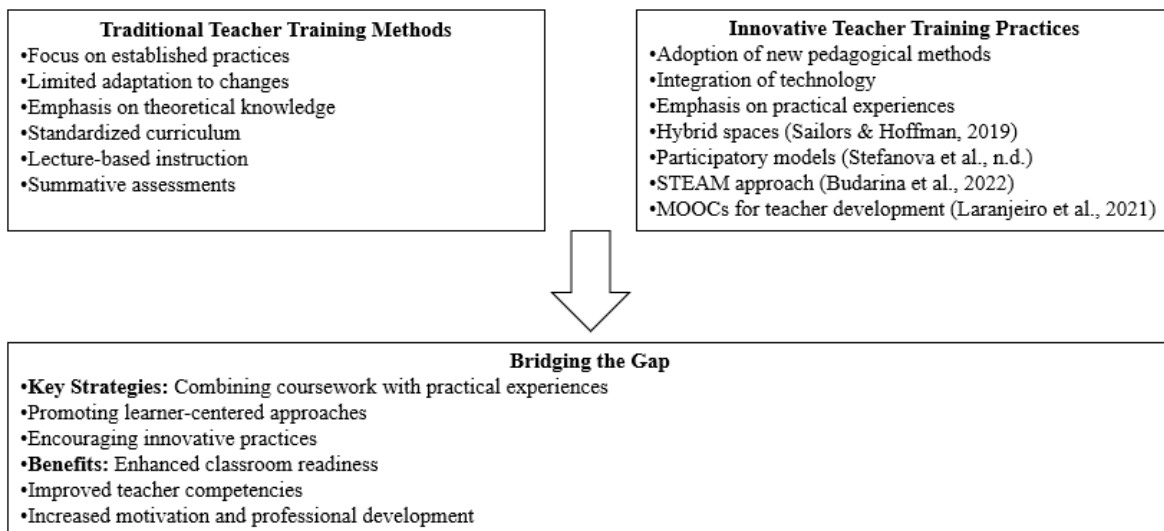 Traditional Teacher Training Methods
•Focus on established practices
•Limited adaptation to changes
•Emphasis on theoretical knowledge
•Standardized curriculum
•Lecture-based instruction
•Summative assessments
Innovative Teacher Training Practices
•Adoption of new pedagogical methods
•Integration of technology
•Emphasis on practical experiences
•Hybrid spaces (Sailors & Hoffman, 2019)
•Participatory models (Stefanova et al., n.d.)
•STEAM approach (Budarina et al., 2022)
•MOOCs for teacher development (Laranjeiro et al., 2021)
Bridging the Gap
•Key Strategies: Combining coursework with practical experiences
•Promoting learner-centered approaches
•Encouraging innovative practices
•Benefits: Enhanced classroom readiness
•Improved teacher competencies
•Increased motivation and professional development